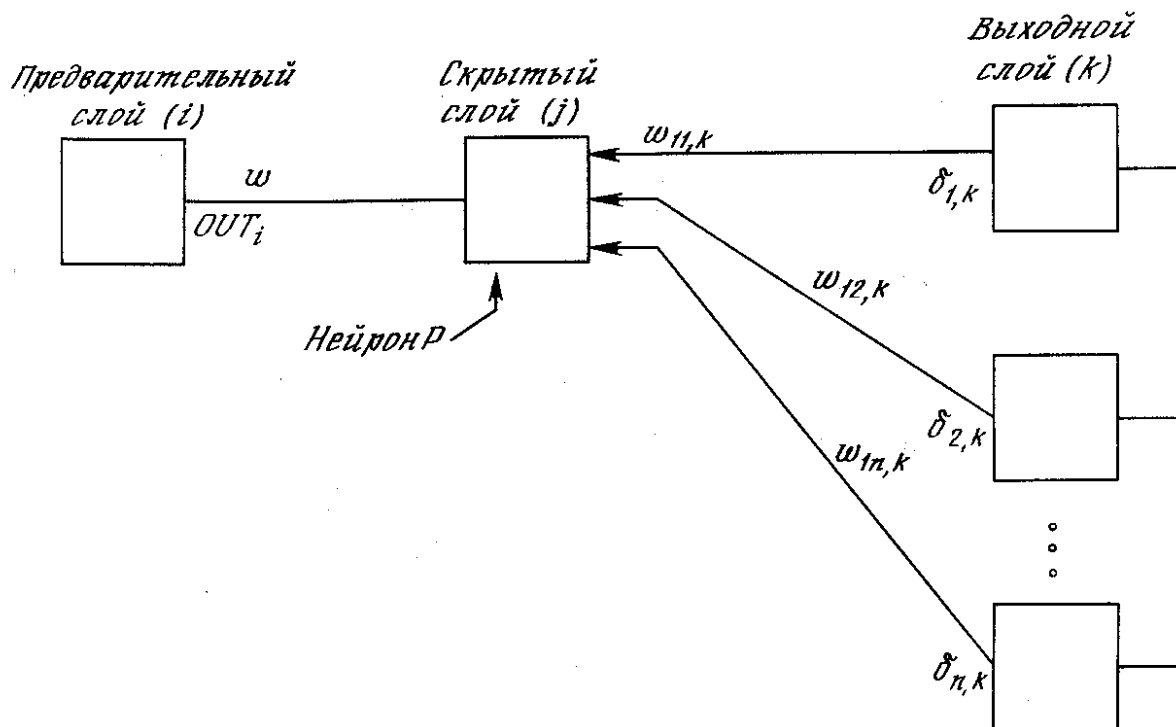 Предварительный
слой (i)
Скрытый
слой (j)
Выходной
слой (k)
w
OUTᵢ
w₁₁,ₖ
δ₁,ₖ
w₁₂,ₖ
Нейрон P
δ₂,ₖ
w₁ₙ,ₖ
δₙ,ₖ